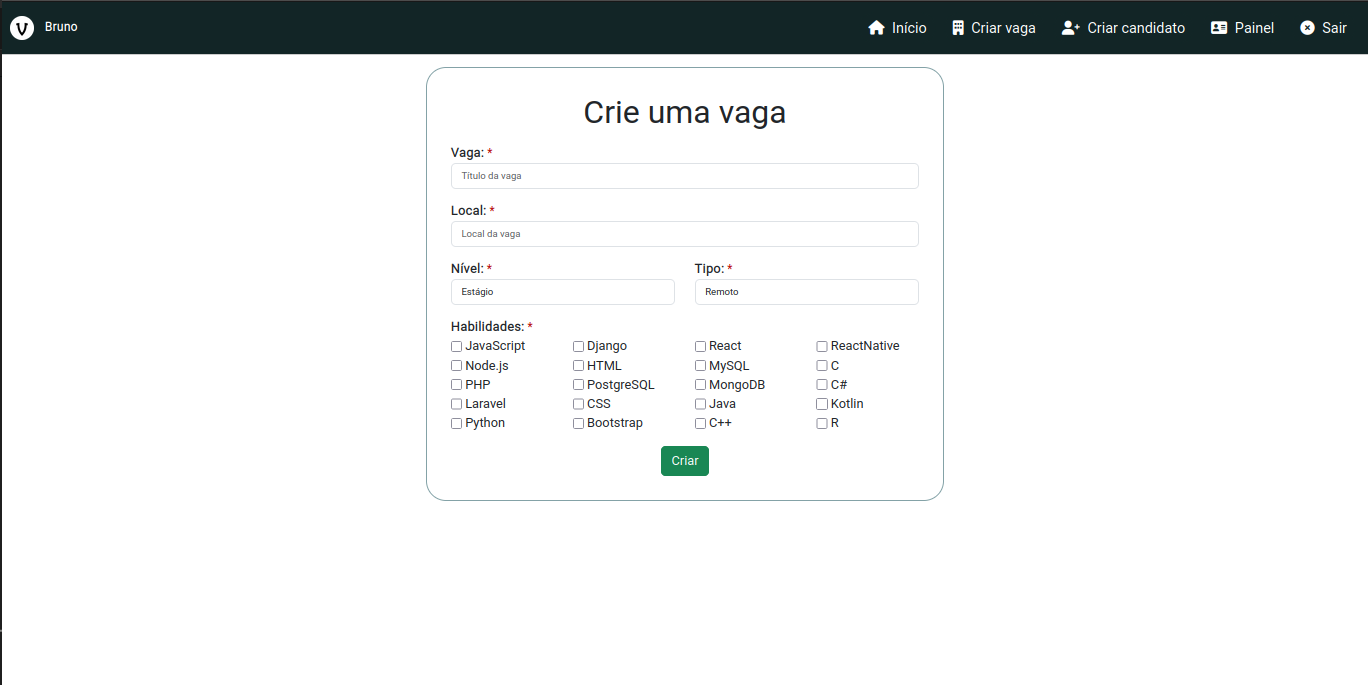 V Bruno Início Criar vaga Criar candidato Painel Sair
Crie uma vaga
Vaga: *
Título da vaga
Local: *
Local da vaga
Nível: * Tipo: *
Estágio Remoto
Habilidades: *
JavaScript Django React ReactNative
Node.js HTML MySQL C
PHP PostgreSQL MongoDB C#
Laravel CSS Java Kotlin
Python Bootstrap C++ R
Criar